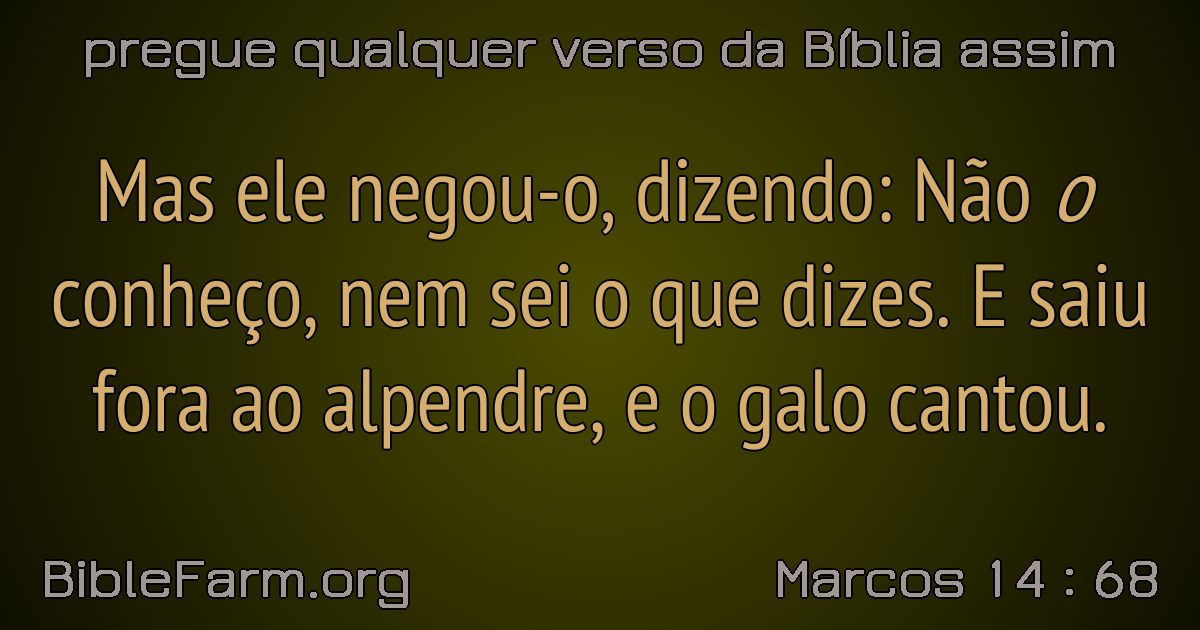 pregue qualquer verso da Bíblia assim
Mas ele negou-o, dizendo: Não o
conheço, nem sei o que dizes. E saiu
fora ao alpendre, e o galo cantou.
BibleFarm.org
Marcos 14 : 68